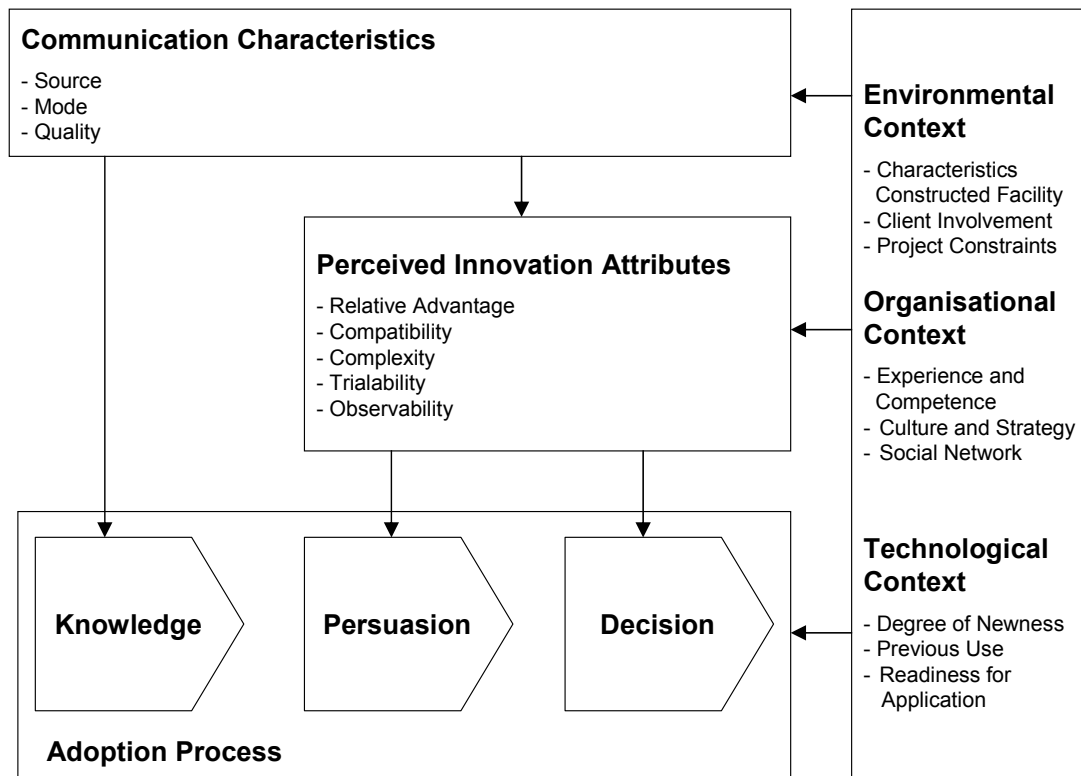 Communication Characteristics
- Source
- Mode
- Quality
Perceived Innovation Attributes
- Relative Advantage
- Compatibility
- Complexity
- Trialability
- Observability
Knowledge
Persuasion
Decision
Adoption Process
Environmental
Context
- Characteristics
Constructed Facility
- Client Involvement
- Project Constraints
Organisational
Context
- Experience and
Competence
- Culture and Strategy
- Social Network
Technological
Context
- Degree of Newness
- Previous Use
- Readiness for
Application